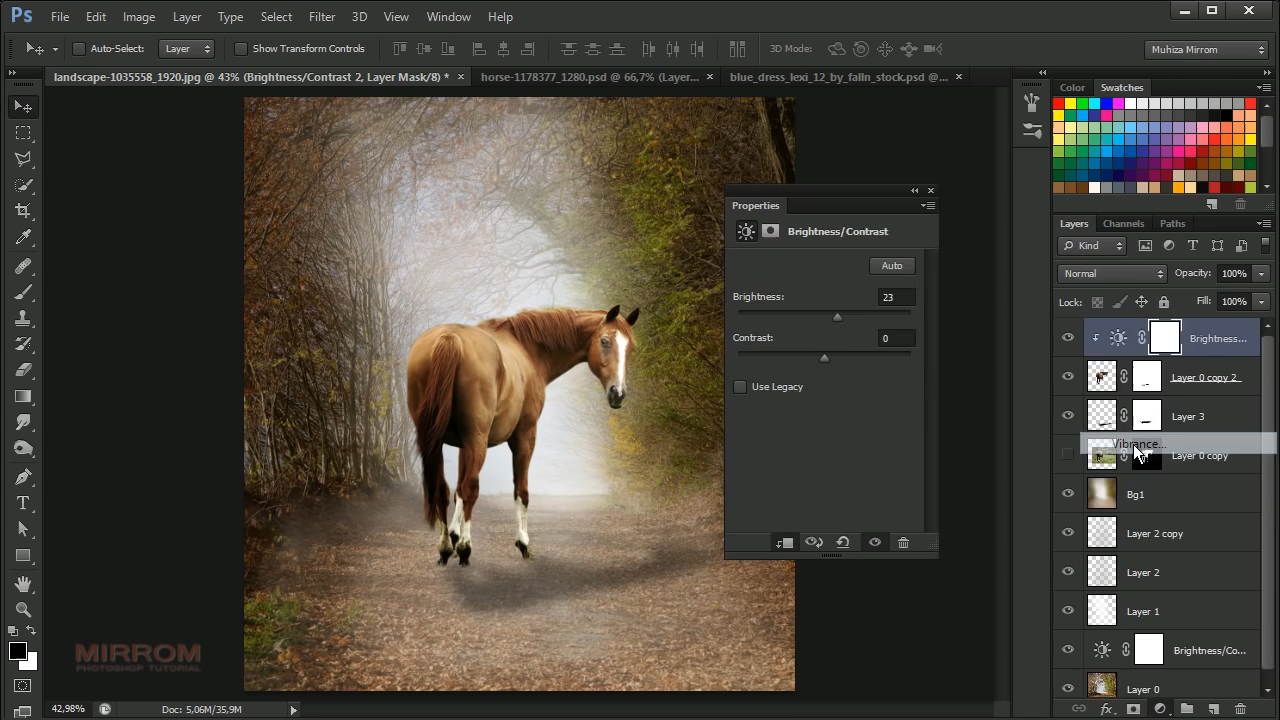 Ps File Edit Image Layer Type Select Filter 3D View Window Help
Auto-Select: Layer Show Transform Controls 3D Mode: Muhiza Mirrom
landscape-1035558_1920.jpg @ 43% (Brightness/Contrast 2, Layer Mask/8) * × horse-1178377_1280.psd @ 66,7% (Layer... × blue_dress_lexi_12_by_falln_stock.psd @... ×
Color Swatches
Properties
Brightness/Contrast
Auto
Brightness: 23
Contrast: 0
Use Legacy
Layers Channels Paths
Kind
Normal Opacity: 100%
Lock: Fill: 100%
Brightness...
Layer 0 copy 2
Layer 3
Vibrance...
Layer 0 copy
Bg1
Layer 2 copy
Layer 2
Layer 1
Brightness/Co...
Layer 0
fx
MIRROM
PHOTOSHOP TUTORIAL
42,98% Doc: 5,06M/35,9M